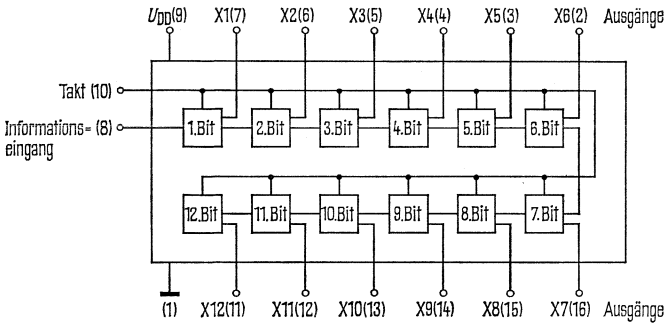 UDD(9) X1(7) X2(6) X3(5) X4(4) X5(3) X6(2) Ausgänge
Takt (10)
Informations= (8)
eingang
1.Bit 2.Bit 3.Bit 4.Bit 5.Bit 6.Bit
12.Bit 11.Bit 10.Bit 9.Bit 8.Bit 7.Bit
(1) X12(11) X11(12) X10(13) X9(14) X8(15) X7(16) Ausgänge